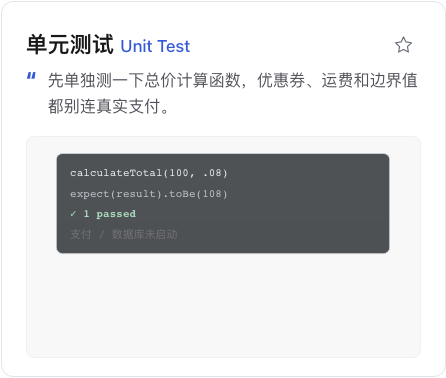 单元测试 Unit Test
“ 先单独测一下总价计算函数，优惠券、运费和边界值
都别连真实支付。
calculateTotal(100, .08)
expect(result).toBe(108)
✓ 1 passed
支付 / 数据库未启动